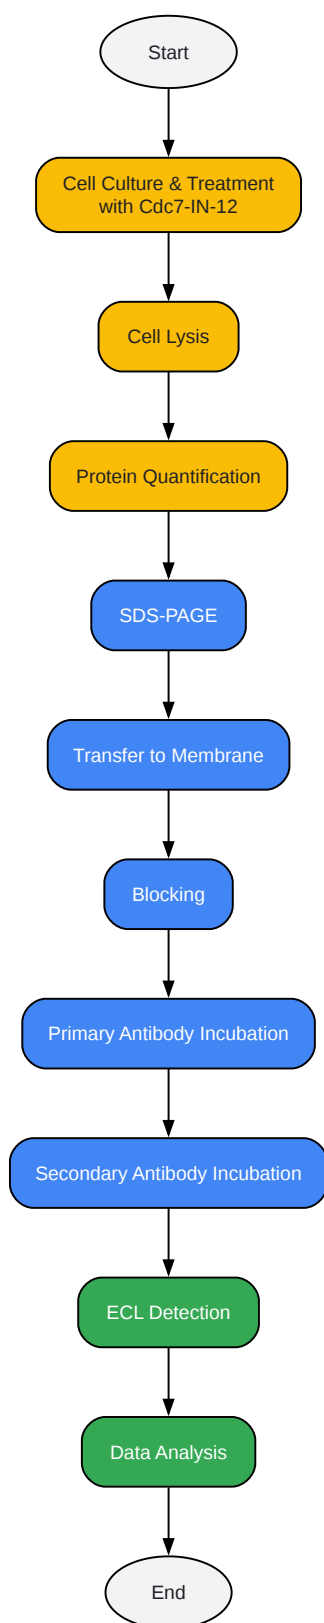 Start
Cell Culture & Treatment
with Cdc7-IN-12
Cell Lysis
Protein Quantification
SDS-PAGE
Transfer to Membrane
Blocking
Primary Antibody Incubation
Secondary Antibody Incubation
ECL Detection
Data Analysis
End